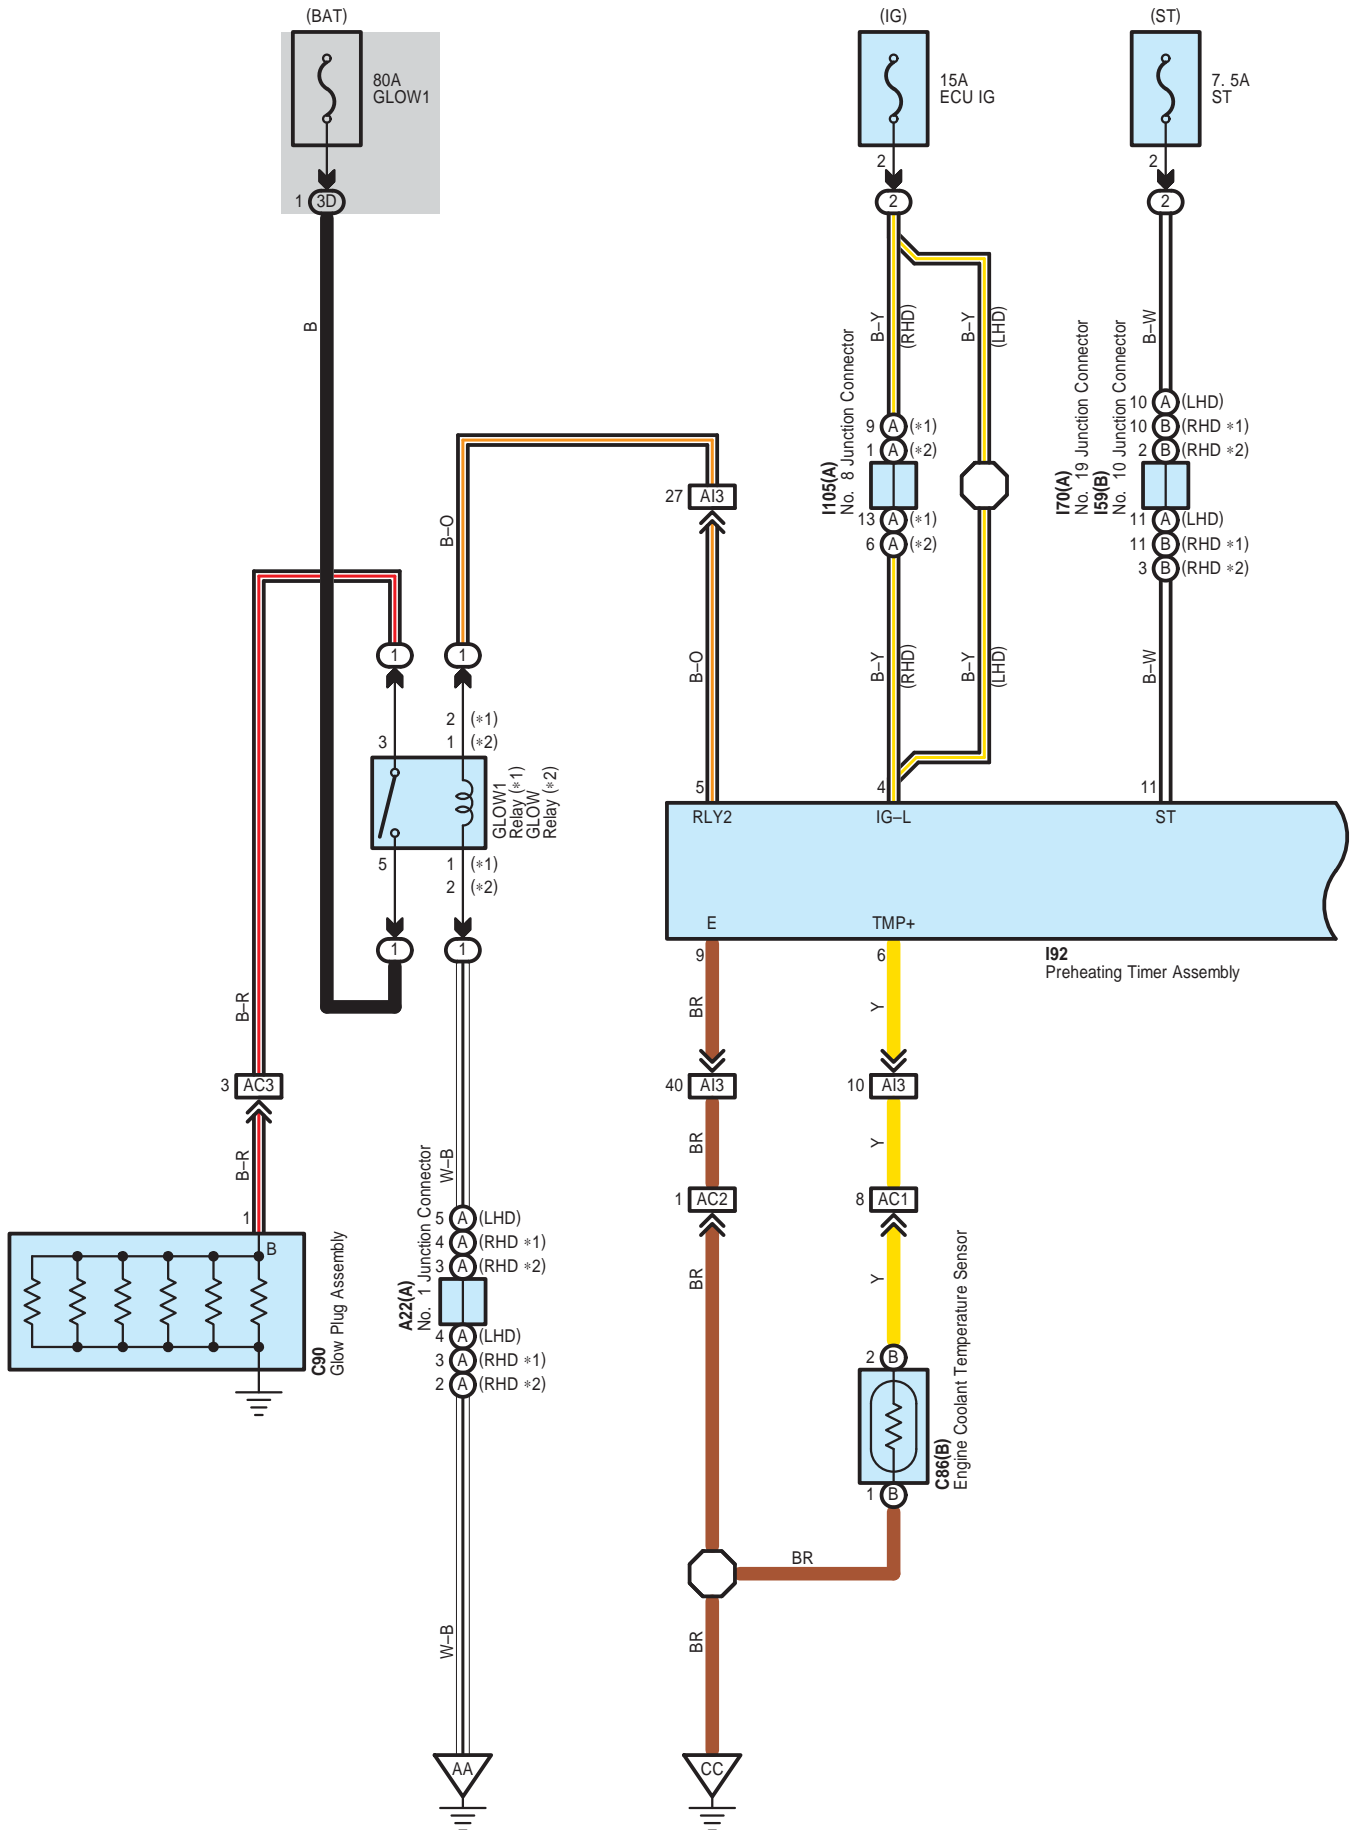 (BAT)
(IG)
(ST)
80A
GLOW1
15A
ECU IG
7. 5A
ST
2
2
1
3D
2
2
B
B–Y
(RHD)
B–Y
(LHD)
B–W
I105(A)
No. 8 Junction Connector
I70(A)
No. 19 Junction Connector
I59(B)
No. 10 Junction Connector
10 A (LHD)
10 B (RHD *1)
2 B (RHD *2)
9 A (*1)
1 A (*2)
13 A (*1)
6 A (*2)
11 A (LHD)
11 B (RHD *1)
3 B (RHD *2)
27 AI3
B–O
B–O
B–Y
(RHD)
B–Y
(LHD)
B–W
1
1
2 (*1)
3
1 (*2)
GLOW1
Relay (*1)
GLOW
Relay (*2)
5
1 (*1)
2 (*2)
1
1
5
4
11
RLY2
IG–L
ST
E
TMP+
9
6
I92
Preheating Timer Assembly
B–R
BR
Y
3 AC3
40 AI3
10 AI3
B–R
W–B
BR
Y
1 AC2
8 AC1
1
B
C90
Glow Plug Assembly
A22(A)
No. 1 Junction Connector
5 A (LHD)
4 A (RHD *1)
3 A (RHD *2)
4 A (LHD)
3 A (RHD *1)
2 A (RHD *2)
BR
Y
2 B
C86(B)
Engine Coolant Temperature Sensor
1 B
BR
W–B
BR
AA
CC